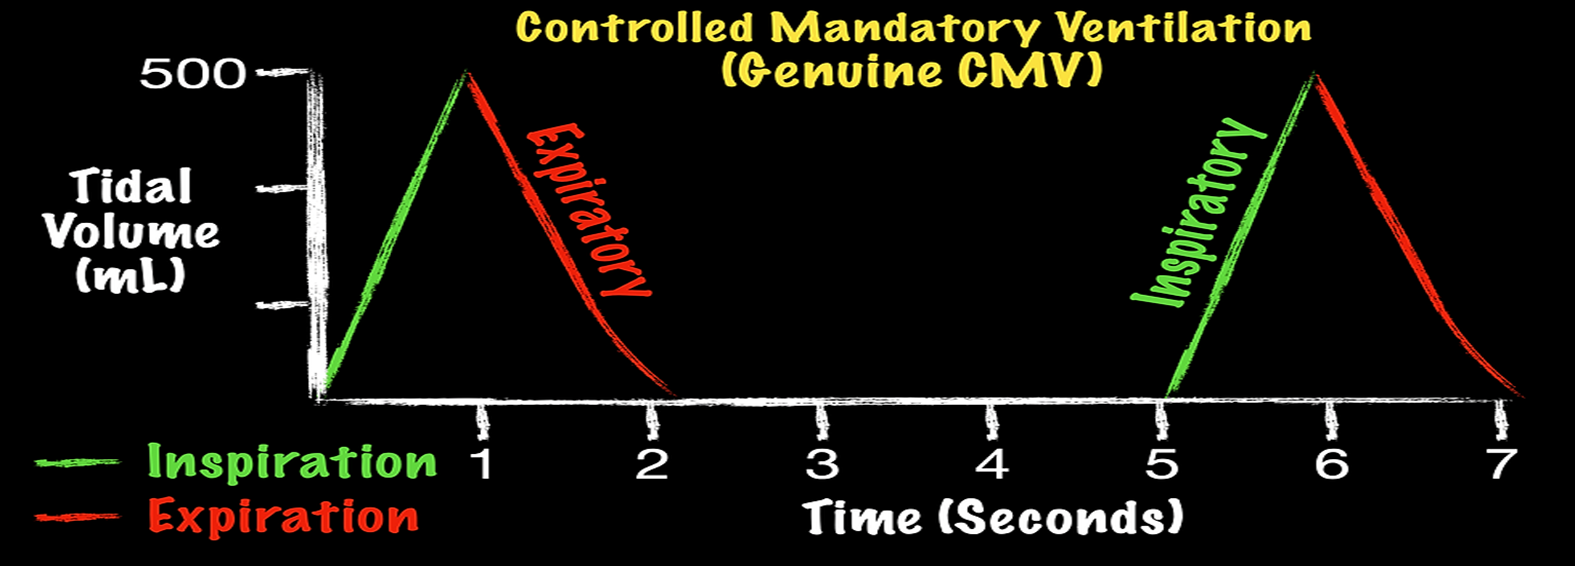 Controlled Mandatory Ventilation
(Genuine CMV)
500
Tidal
Volume
(mL)
Expiratory
Inspiratory
1 2 3 4 5 6 7
Time (Seconds)
Inspiration
Expiration